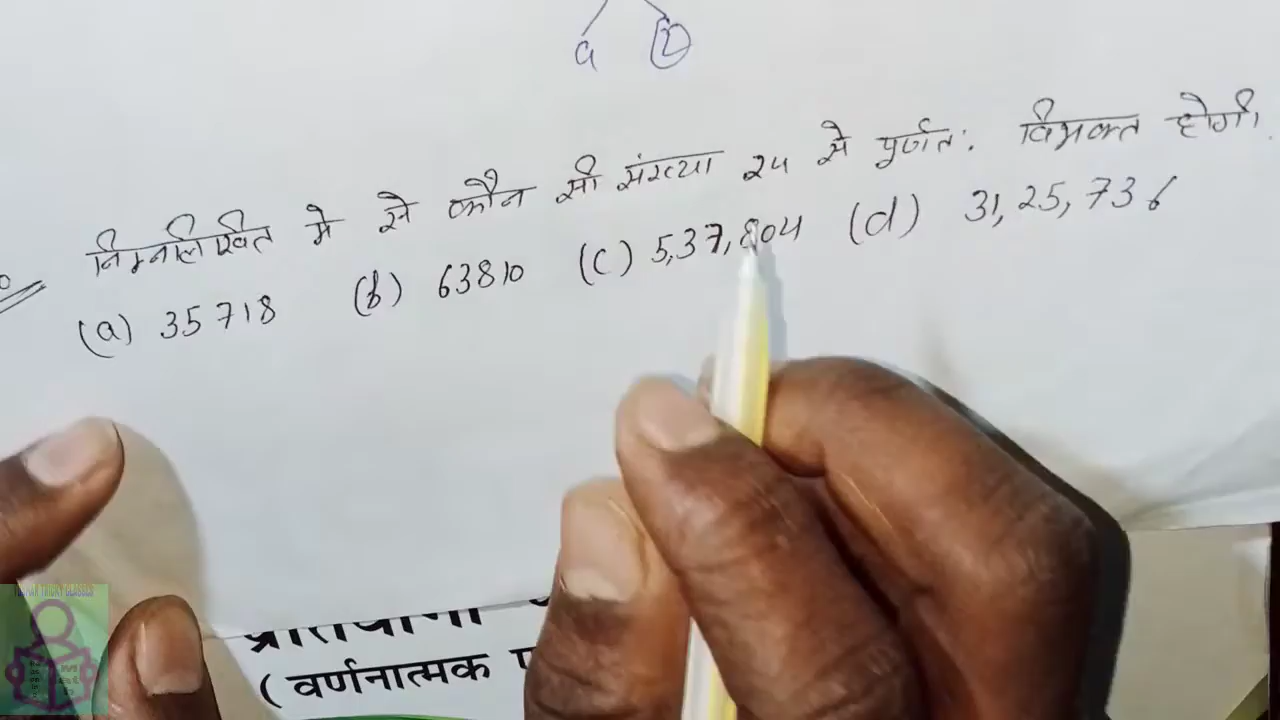 निम्नलिखित मे से कौन सी संख्या 24 से पूर्णत: विभक्त होगी।
(a) 35718 (b) 63810 (c) 5,37,804 (d) 31,25,736
(वर्णनात्मक